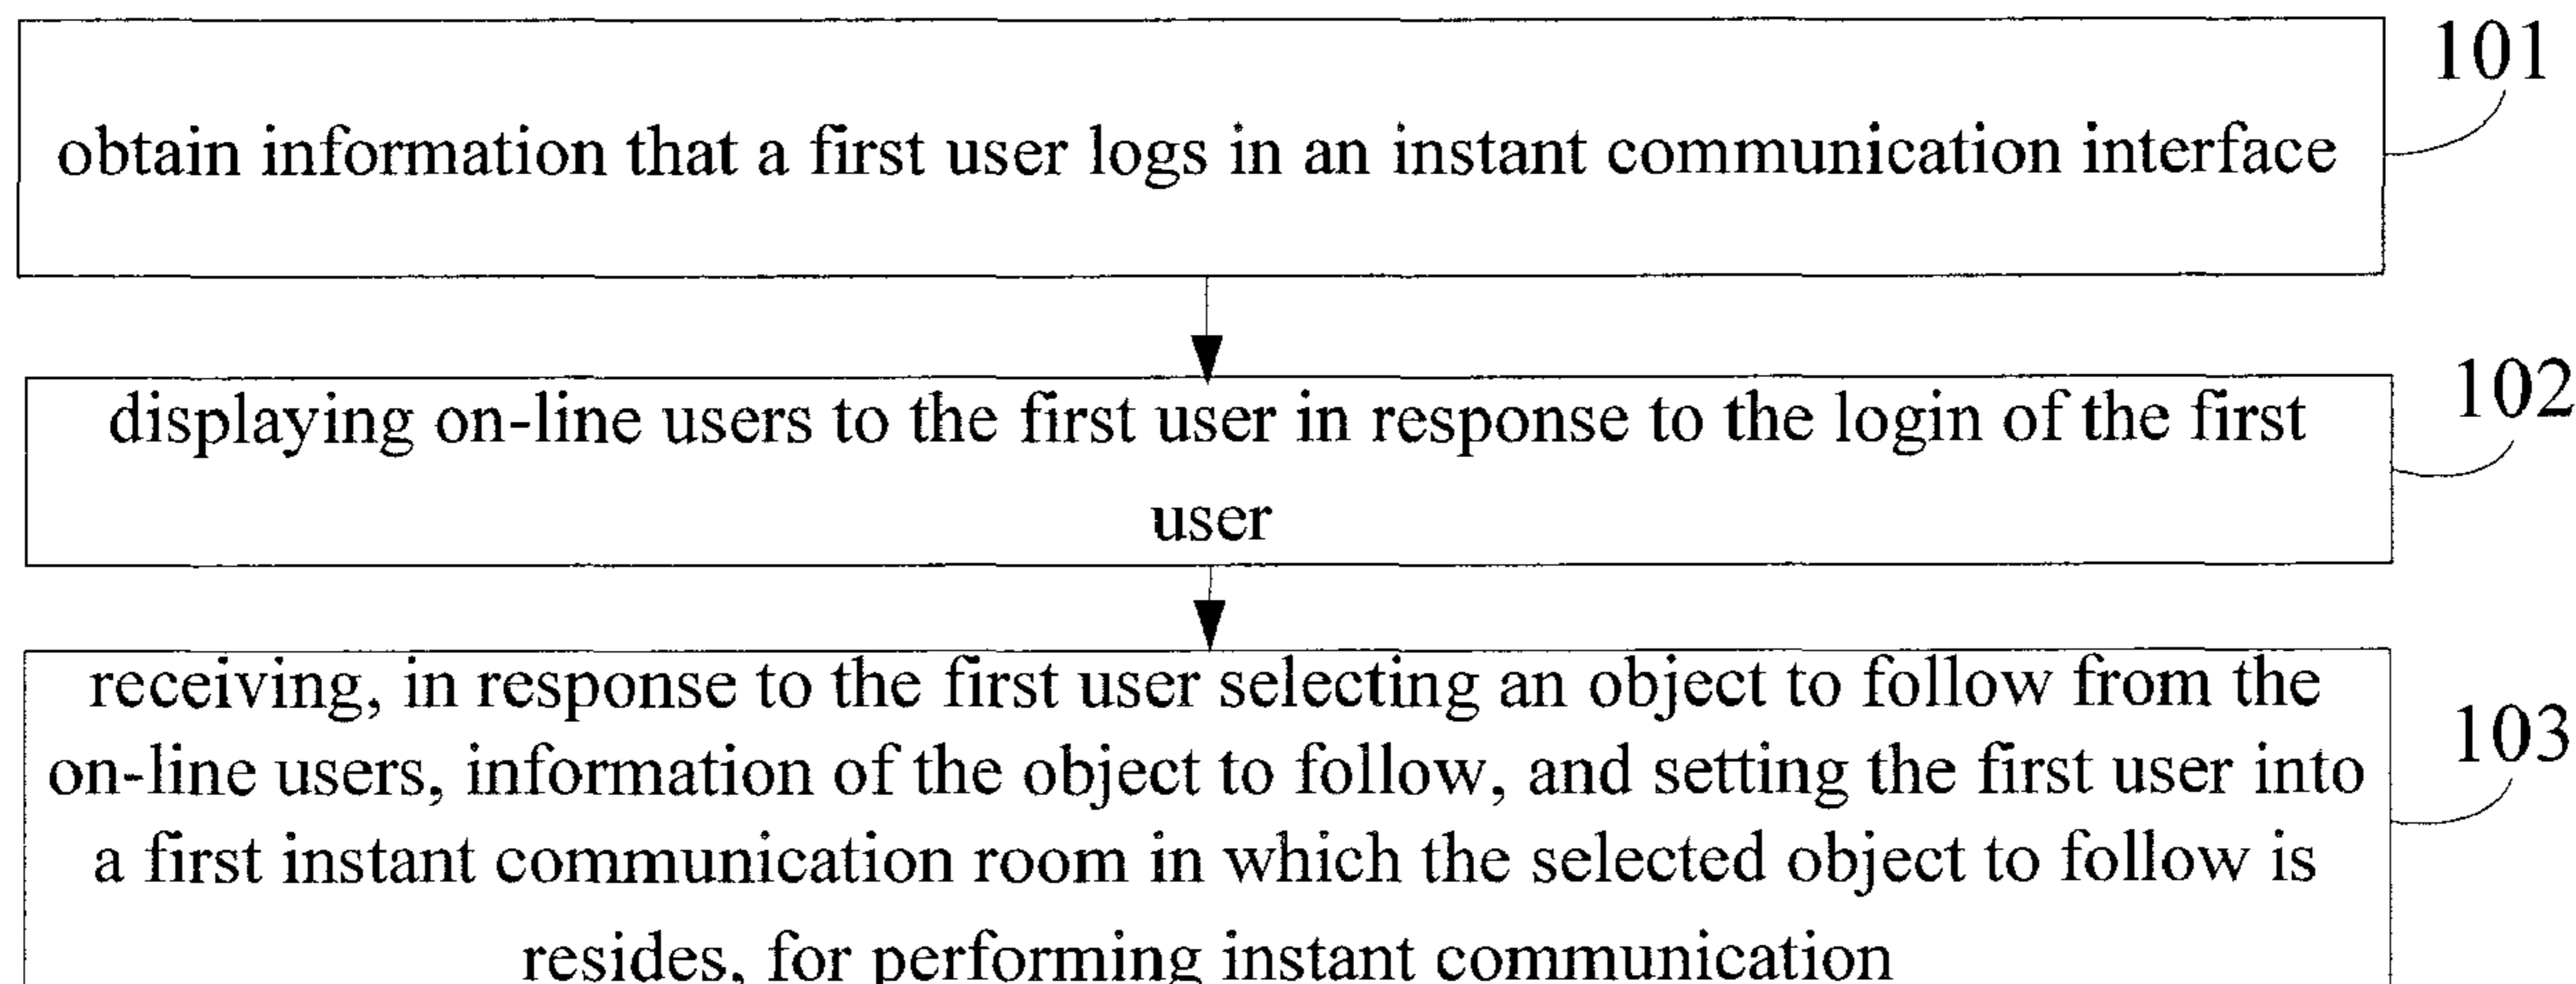 101
obtain information that a first user logs in an instant communication interface
102
displaying on-line users to the first user in response to the login of the first
user
103
receiving, in response to the first user selecting an object to follow from the
on-line users, information of the object to follow, and setting the first user into
a first instant communication room in which the selected object to follow is
resides, for performing instant communication